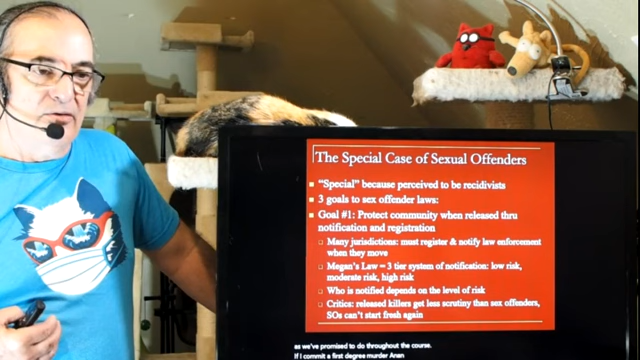 The Special Case of Sexual Offenders
"Special" because perceived to be recidivists
3 goals to sex offender laws:
Goal #1: Protect community when released thru
notification and registration
Many jurisdictions: must register & notify law enforcement
when they move
Megan's Law = 3 tier system of notification: low risk,
moderate risk, high risk
Who is notified depends on the level of risk
Critics: released killers get less scrutiny than sex offenders,
SOs can't start fresh again
as we've promised to do throughout the course.
If I commit a first degree murder Anan